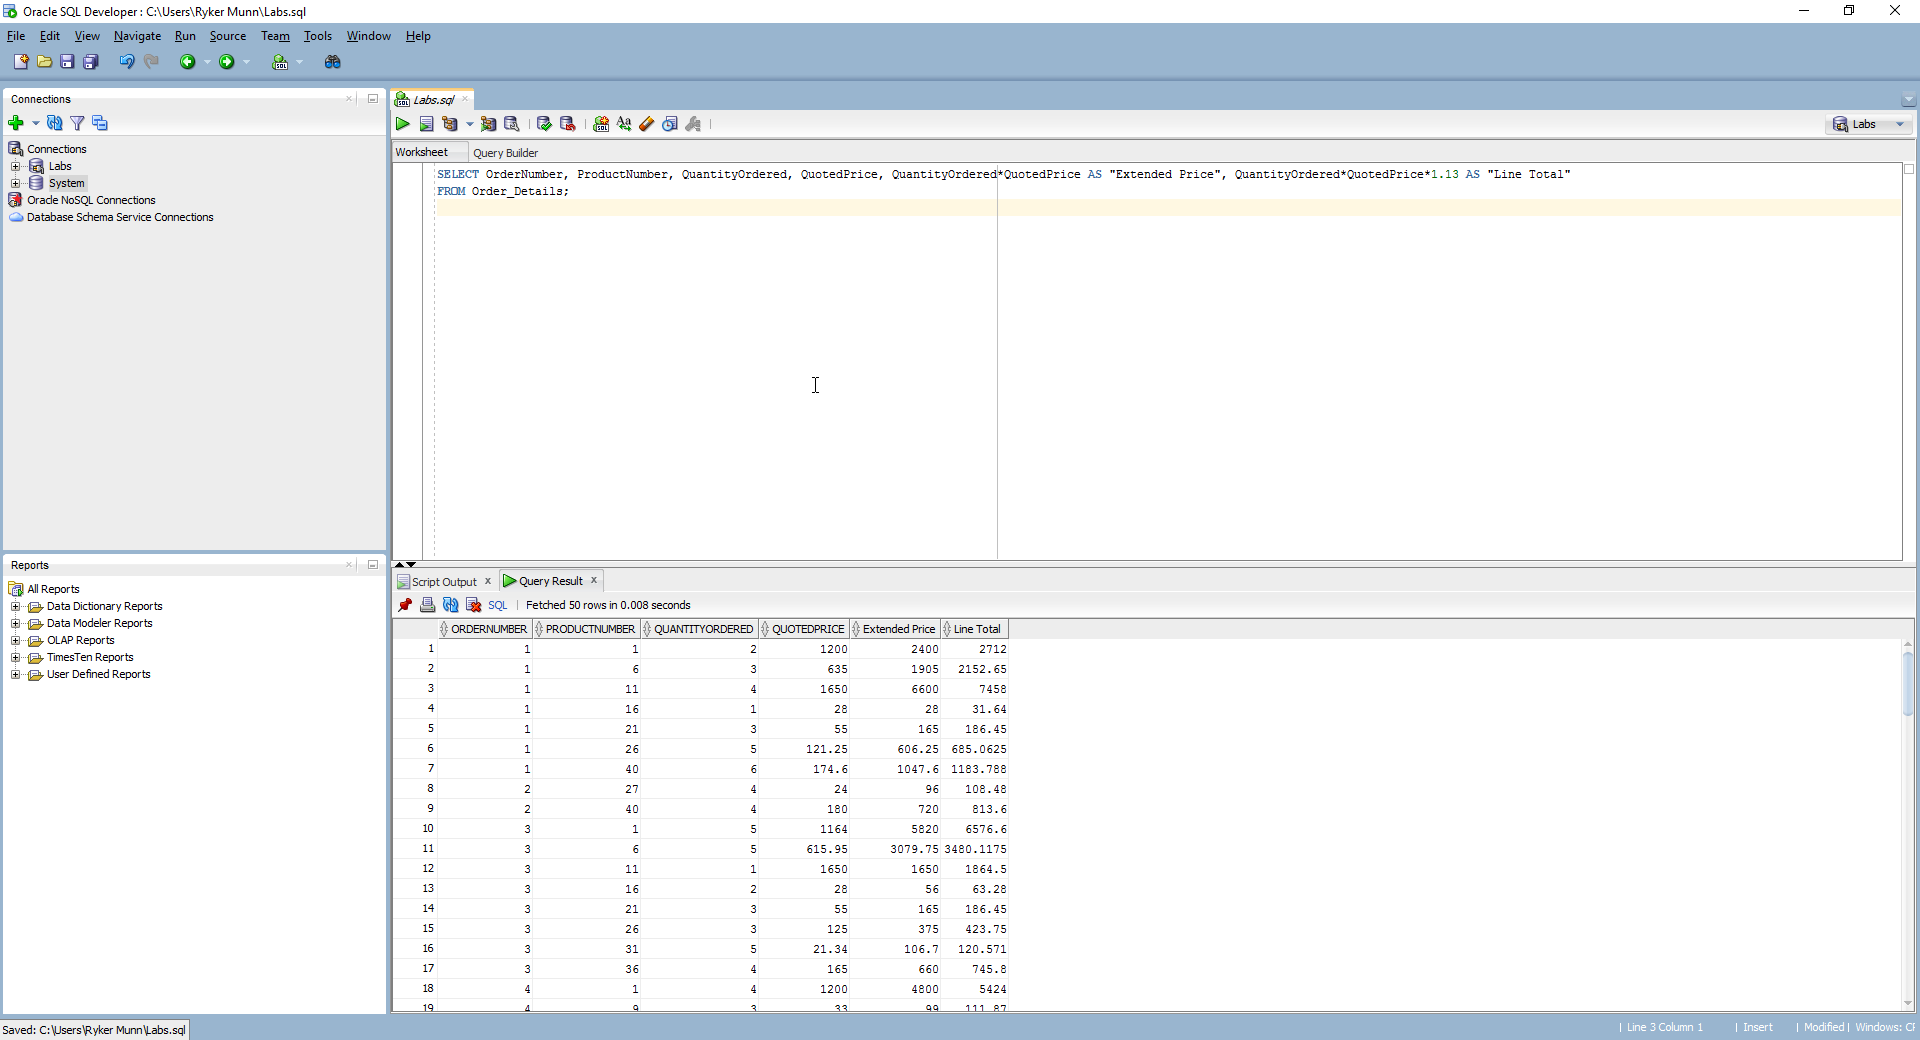 Oracle SQL Developer : C:\Users\Ryker Munn\Labs.sql
File Edit View Navigate Run Source Team Tools Window Help
Connections
Connections
Labs
System
Oracle NoSQL Connections
Database Schema Service Connections
Reports
All Reports
Data Dictionary Reports
Data Modeler Reports
OLAP Reports
TimesTen Reports
User Defined Reports
Labs.sql
Labs
Worksheet Query Builder
SELECT OrderNumber, ProductNumber, QuantityOrdered, QuotedPrice, QuantityOrdered*QuotedPrice AS "Extended Price", QuantityOrdered*QuotedPrice*1.13 AS "Line Total"
FROM Order_Details;
Script Output x Query Result x
SQL | Fetched 50 rows in 0.008 seconds
ORDERNUMBER PRODUCTNUMBER QUANTITYORDERED QUOTEDPRICE Extended Price Line Total
1 1 1 2 1200 2400 2712
2 1 6 3 635 1905 2152.65
3 1 11 4 1650 6600 7458
4 1 16 1 28 28 31.64
5 1 21 3 55 165 186.45
6 1 26 5 121.25 606.25 685.0625
7 1 40 6 174.6 1047.6 1183.788
8 2 27 4 24 96 108.48
9 2 40 4 180 720 813.6
10 3 1 5 1164 5820 6576.6
11 3 6 5 615.95 3079.75 3480.1175
12 3 11 1 1650 1650 1864.5
13 3 16 2 28 56 63.28
14 3 21 3 55 165 186.45
15 3 26 3 125 375 423.75
16 3 31 5 21.34 106.7 120.571
17 3 36 4 165 660 745.8
18 4 1 4 1200 4800 5424
19 4 9 3 33 99 111.87
Saved: C:\Users\Ryker Munn\Labs.sql
| Line 3 Column 1 | Insert | Modified | Windows: CF